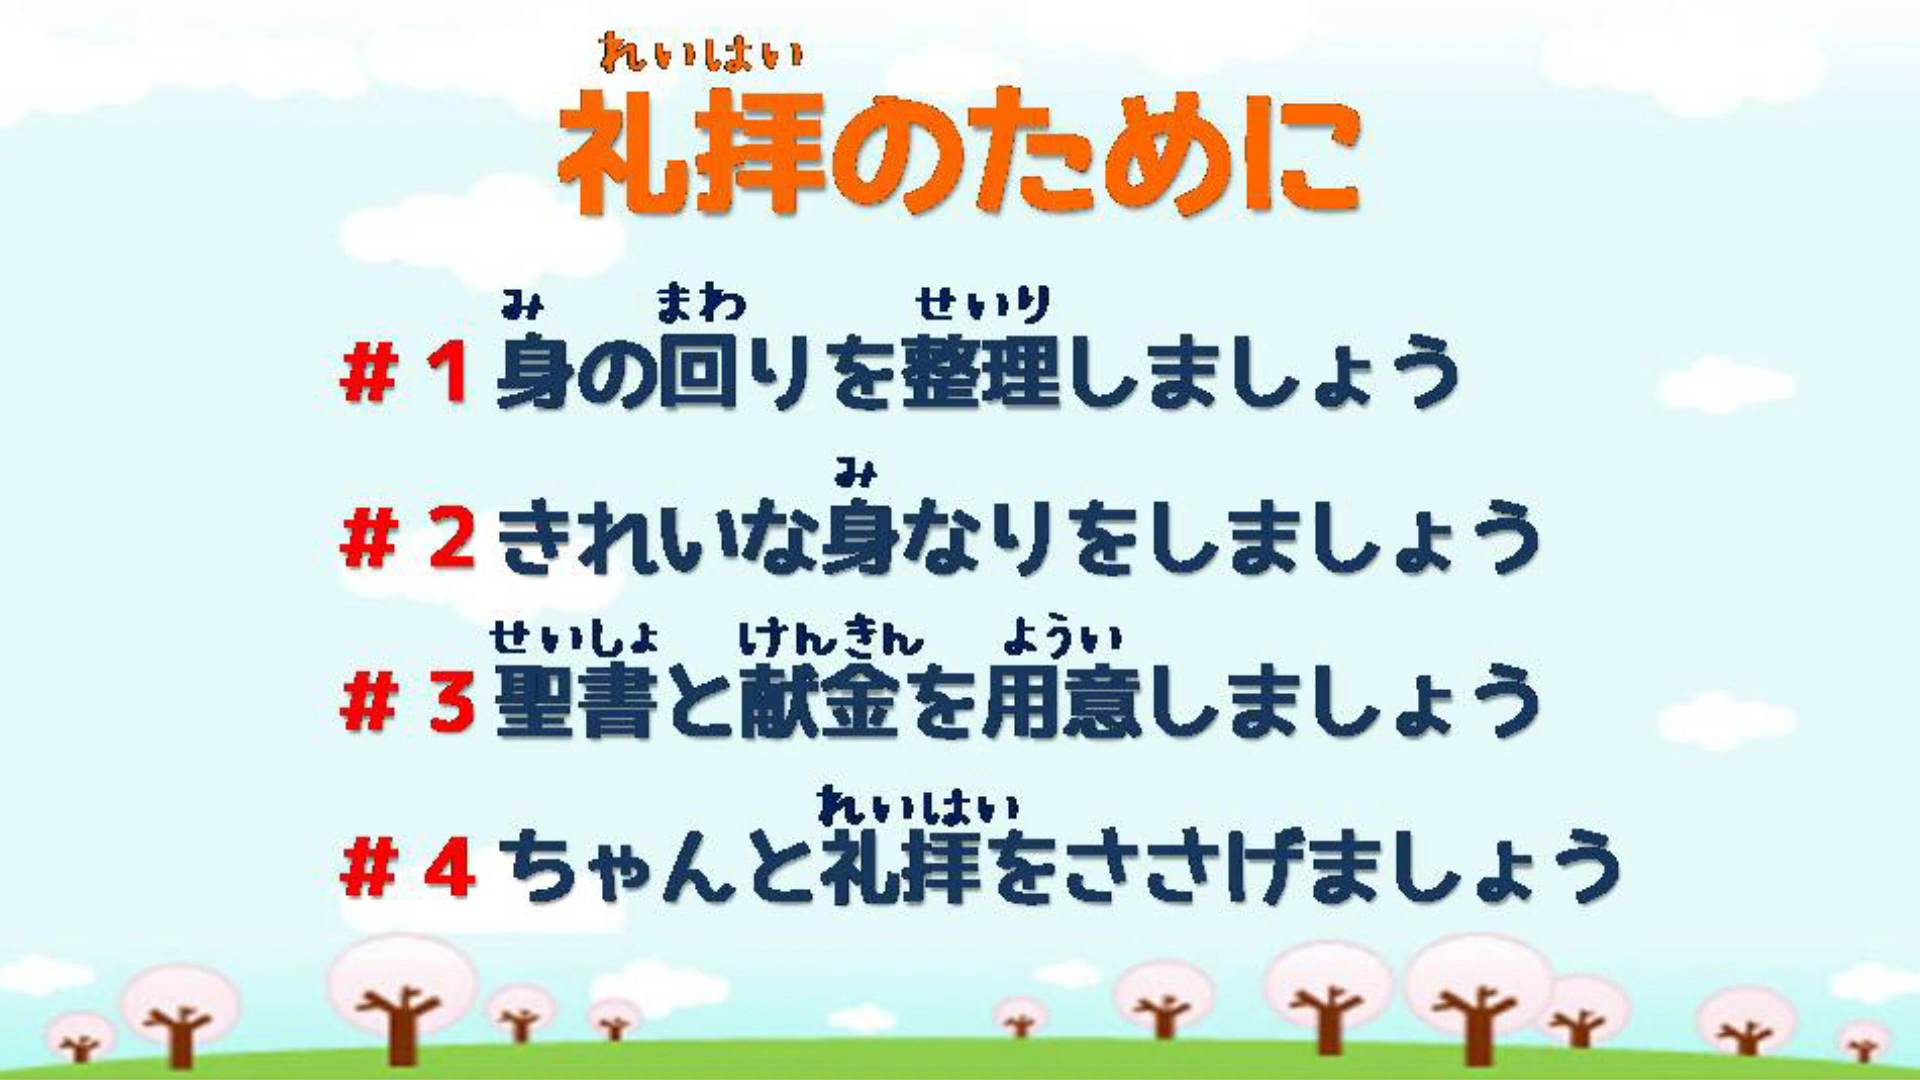 れいはい
礼拝のために
み まわ せいり
#1 身の回りを整理しましょう
み
#2 きれいな身なりをしましょう
せいしょ けんきん ようい
#3 聖書と献金を用意しましょう
れいはい
#4 ちゃんと礼拝をささげましょう